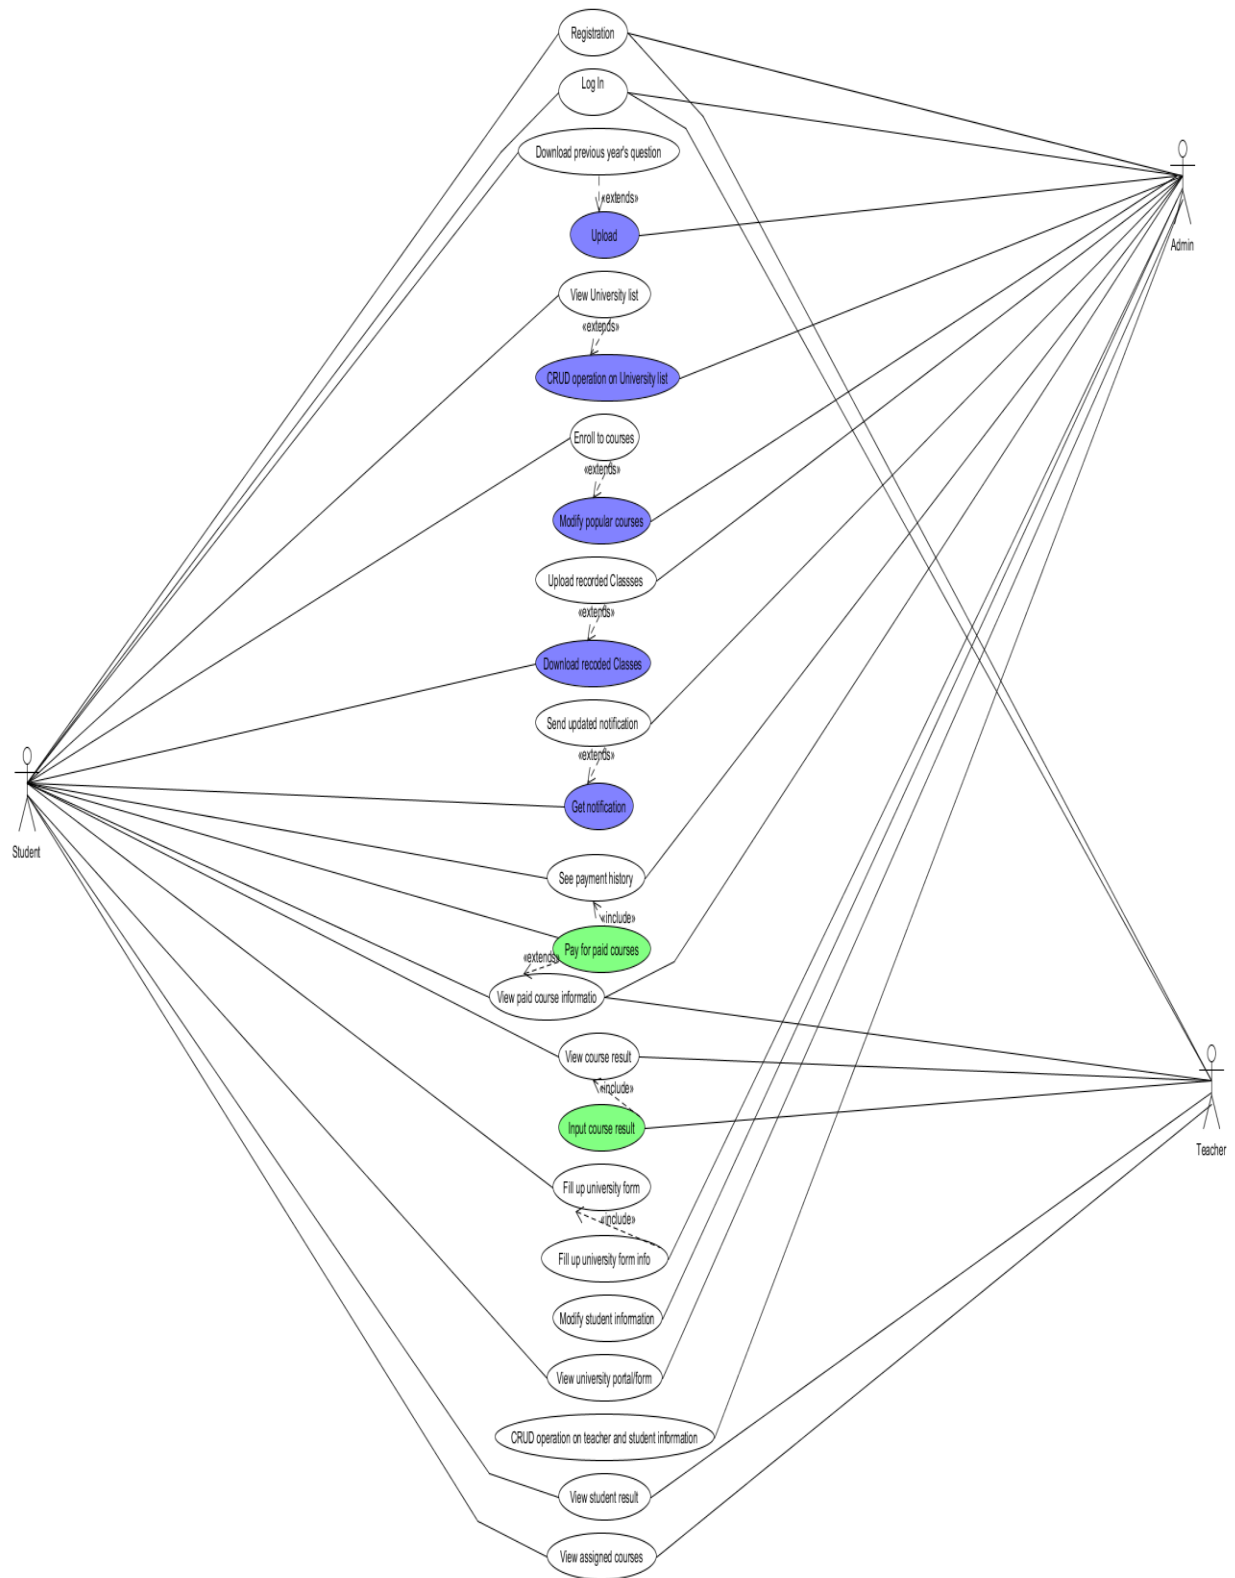 Registration
Log In
Download previous year's question
«extends»
Upload
Admin
View University list
«extends»
CRUD operation on University list
Enroll to courses
«extends»
Modify popular courses
Upload recorded Classses
«extends»
Download recoded Classes
Send updated notification
«extends»
Get notification
Student
See payment history
«include»
Pay for paid courses
«extends»
View paid course informatio
View course result
«include»
Input course result
Teacher
Fill up university form
«include»
Fill up university form info
Modify student information
View university portal/form
CRUD operation on teacher and student information
View student result
View assigned courses